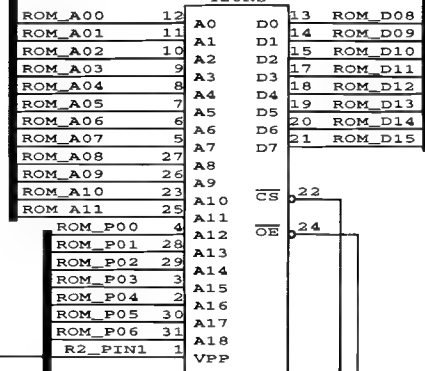 ROM_A00 12 A0 D0 13 ROM_D08
ROM_A01 11 A1 D1 14 ROM_D09
ROM_A02 10 A2 D2 15 ROM_D10
ROM_A03 9 A3 D3 17 ROM_D11
ROM_A04 8 A4 D4 18 ROM_D12
ROM_A05 7 A5 D5 19 ROM_D13
ROM_A06 6 A6 D6 20 ROM_D14
ROM_A07 5 A7 D7 21 ROM_D15
ROM_A08 27 A8
ROM_A09 26 A9
ROM_A10 23 A10 CS 22
ROM A11 25 A11
ROM_P00 4 A12 OE 24
ROM_P01 28 A13
ROM_P02 29 A14
ROM_P03 3 A15
ROM_P04 2 A16
ROM_P05 30 A17
ROM_P06 31 A18
R2_PIN1 1 VPP